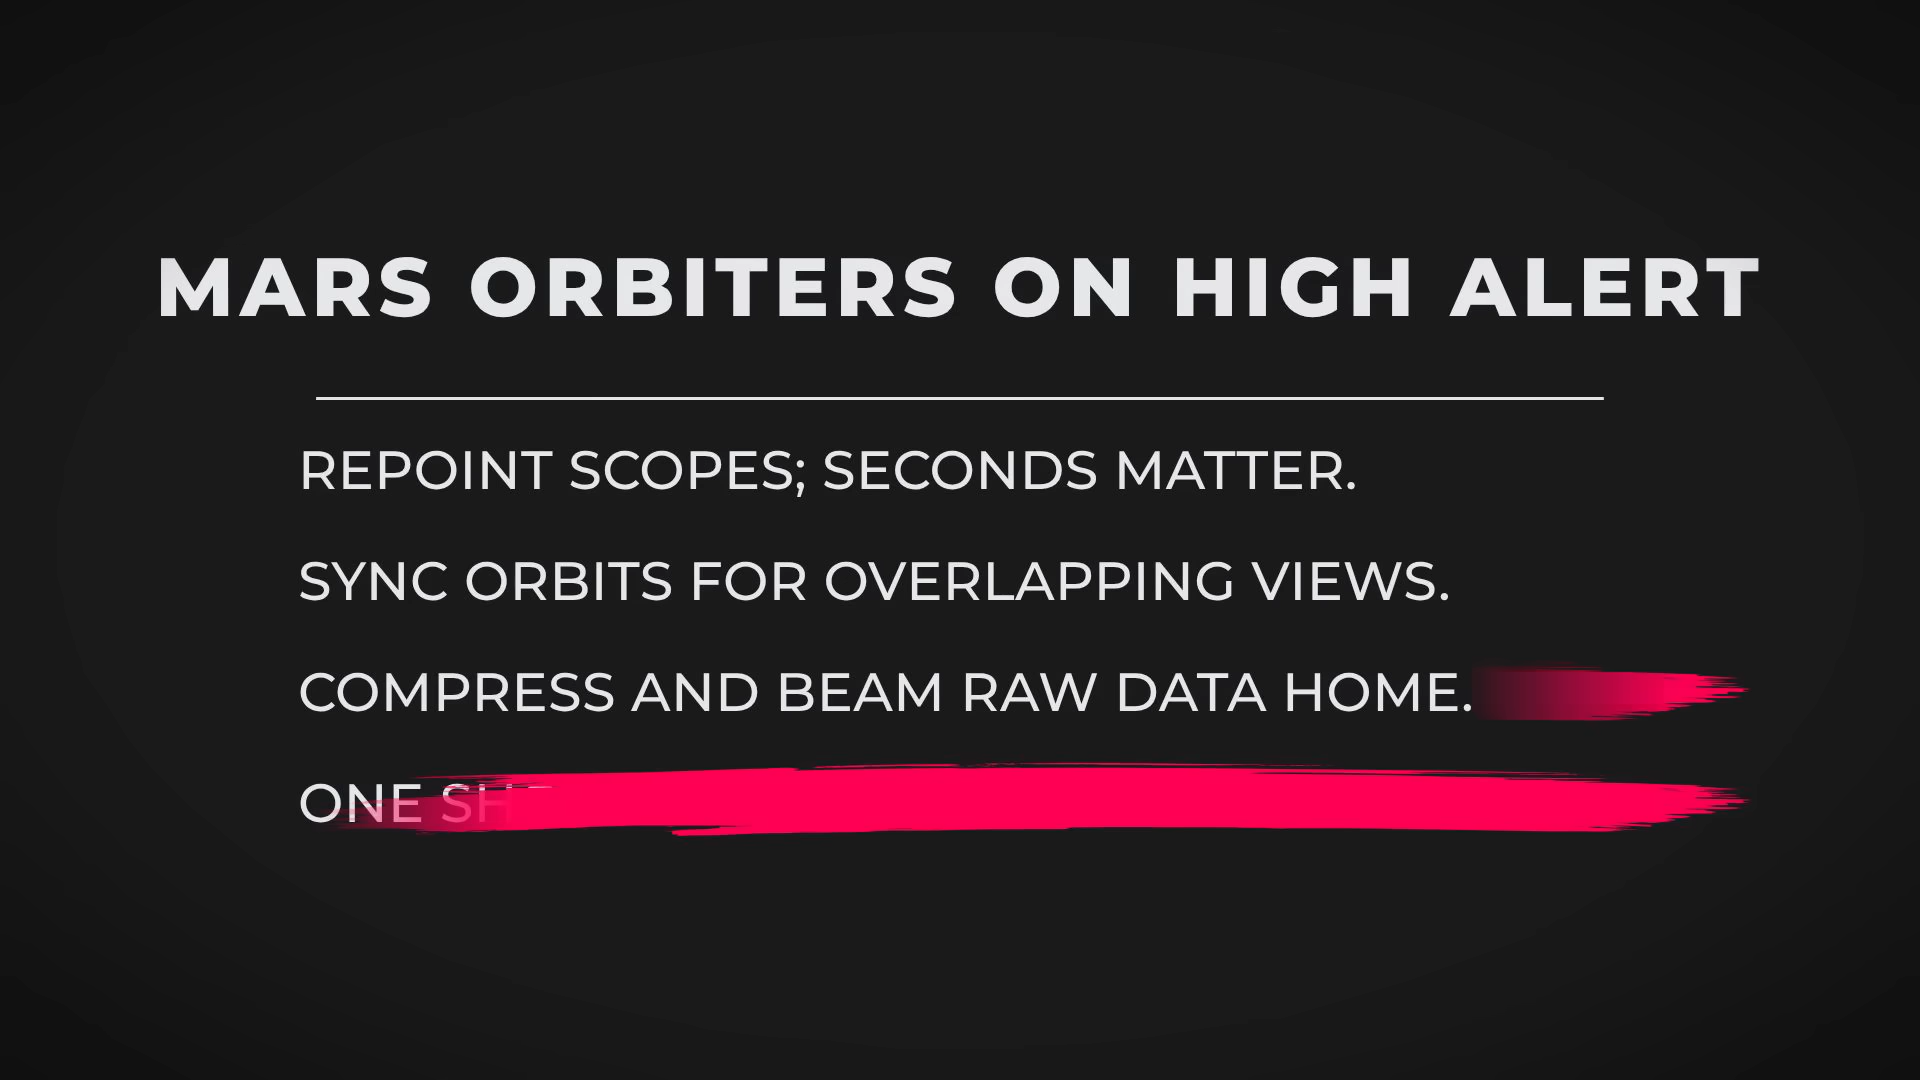 MARS ORBITERS ON HIGH ALERT
REPOINT SCOPES; SECONDS MATTER.
SYNC ORBITS FOR OVERLAPPING VIEWS.
COMPRESS AND BEAM RAW DATA HOME.
ONE